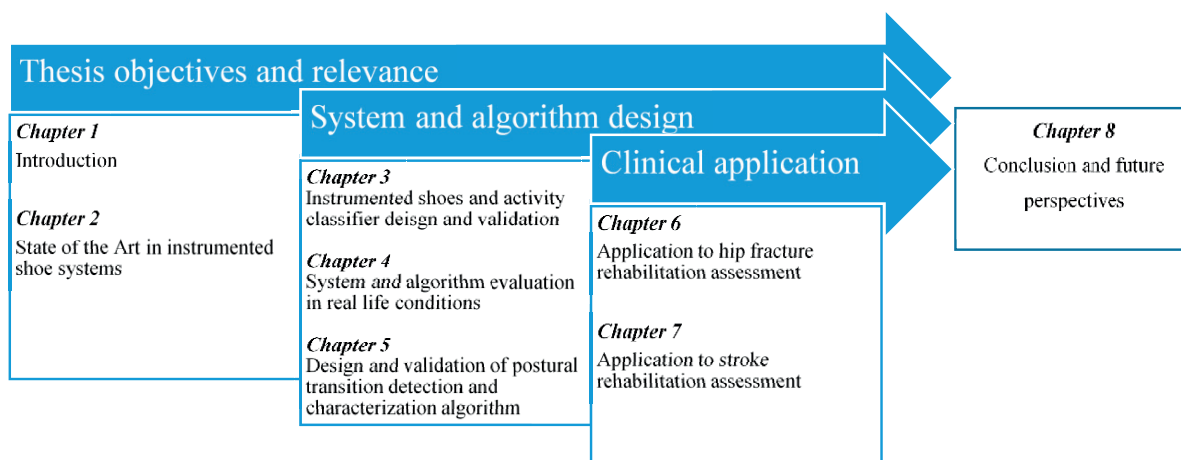 Thesis objectives and relevance
Chapter 1
Introduction
Chapter 2
State of the Art in instrumented
shoe systems
System and algorithm design
Chapter 3
Instrumented shoes and activity
classifier deisgn and validation
Chapter 4
System and algorithm evaluation
in real life conditions
Chapter 5
Design and validation of postural
transition detection and
characterization algorithm
Clinical application
Chapter 6
Application to hip fracture
rehabilitation assessment
Chapter 7
Application to stroke
rehabilitation assessment
Chapter 8
Conclusion and future
perspectives